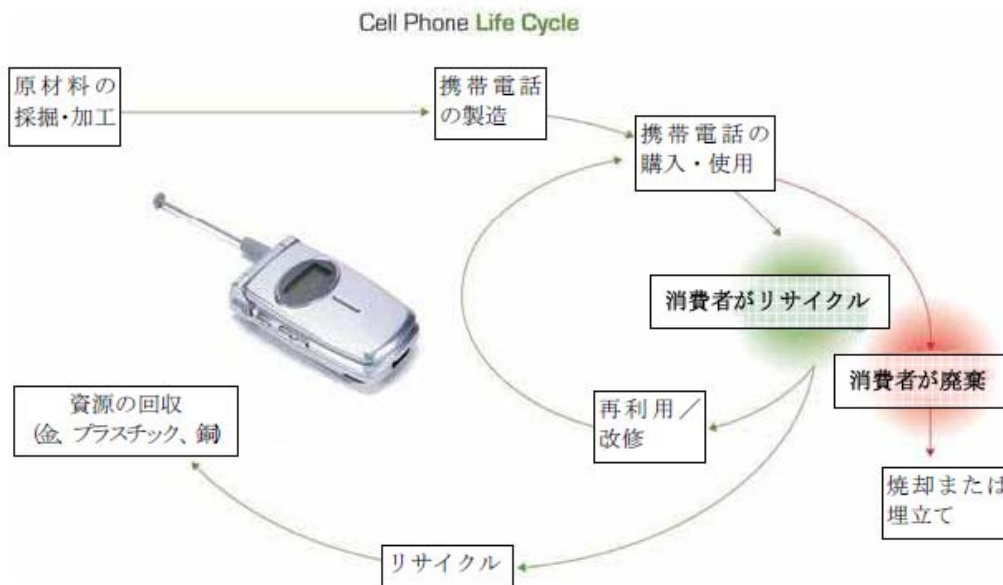 Cell Phone Life Cycle
原材料の
採掘・加工
携帯電話
の製造
携帯電話の
購入・使用
消費者がリサイクル
消費者が廃棄
資源の回収
(金、プラスチック、銅)
再利用／
改修
焼却または
埋立て
リサイクル